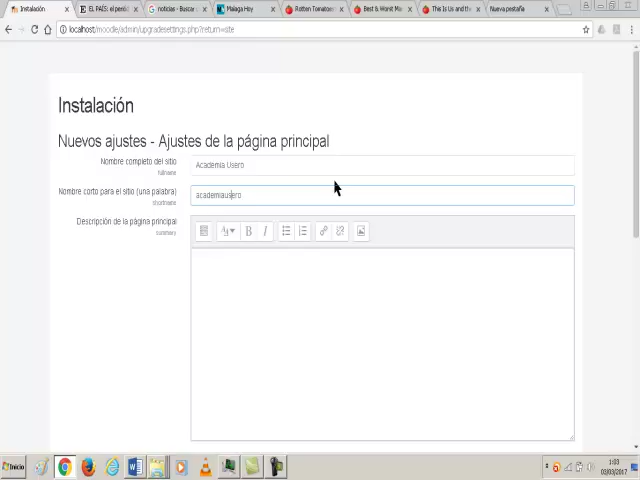 Instalación
EL PAÍS: el periód
noticias - Buscar
Malaga Hoy
Rotten Tomatoes
Best & Worst Mo
This Is Us and th
Nueva pestaña
localhost/moodle/admin/upgradesettings.php?return=site
Instalación
Nuevos ajustes - Ajustes de la página principal
Nombre completo del sitio
fullname
Academia Usero
Nombre corto para el sitio (una palabra)
shortname
academiausero
Descripción de la página principal
summary
Inicio
1:03
03/03/2017